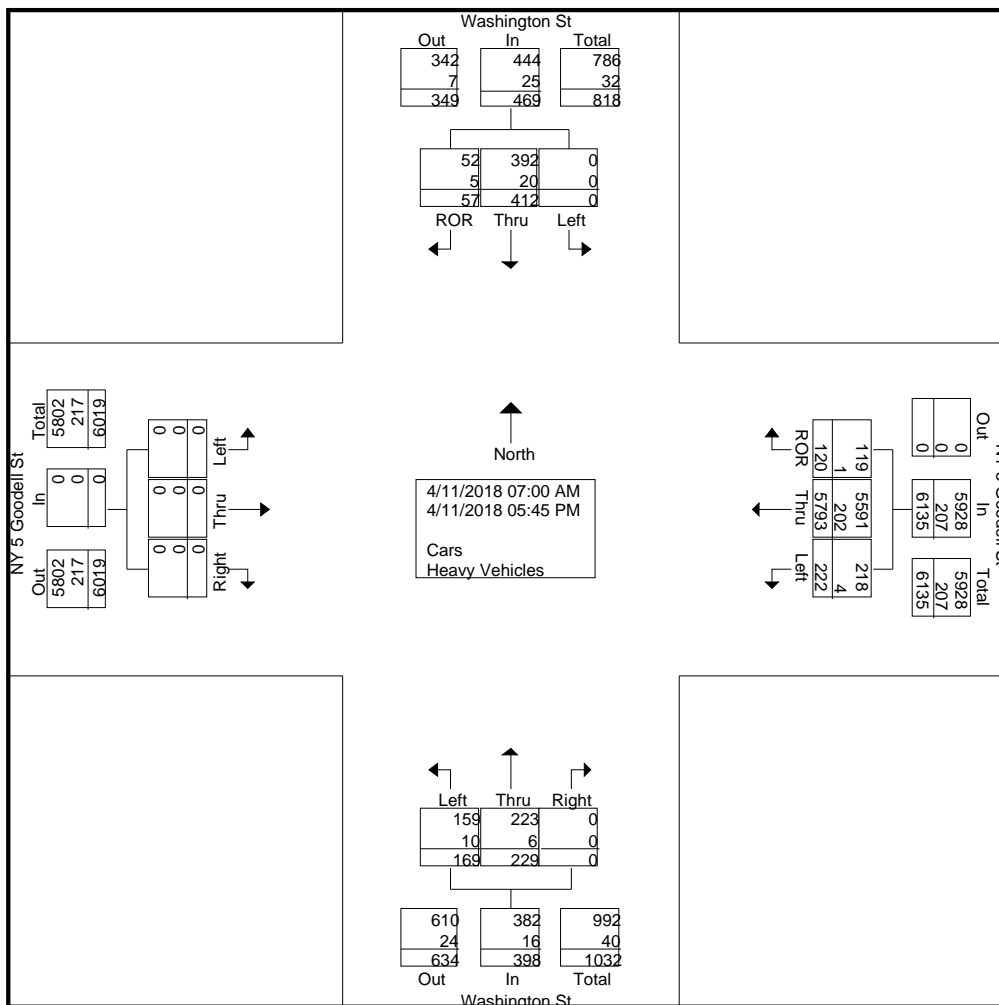 Washington St
Out In Total
342 444 786
7 25 32
349 469 818
52 392 0
5 20 0
57 412 0
ROR Thru Left
NY 5 Goodell St
Total
5802
217
6019
In
0
0
0
Out
5802
217
6019
Left
0
0
0
Thru
0
0
0
Right
0
0
0
North
4/11/2018 07:00 AM
4/11/2018 05:45 PM
Cars
Heavy Vehicles
ROR
119
1
120
Thru
5591
202
5793
Left
218
4
222
NY 5 Goodell St
Out
0
0
0
In
5928
207
6135
Total
5928
207
6135
Left Thru Right
159 223 0
10 6 0
169 229 0
610 382 992
24 16 40
634 398 1032
Out In Total
Washington St